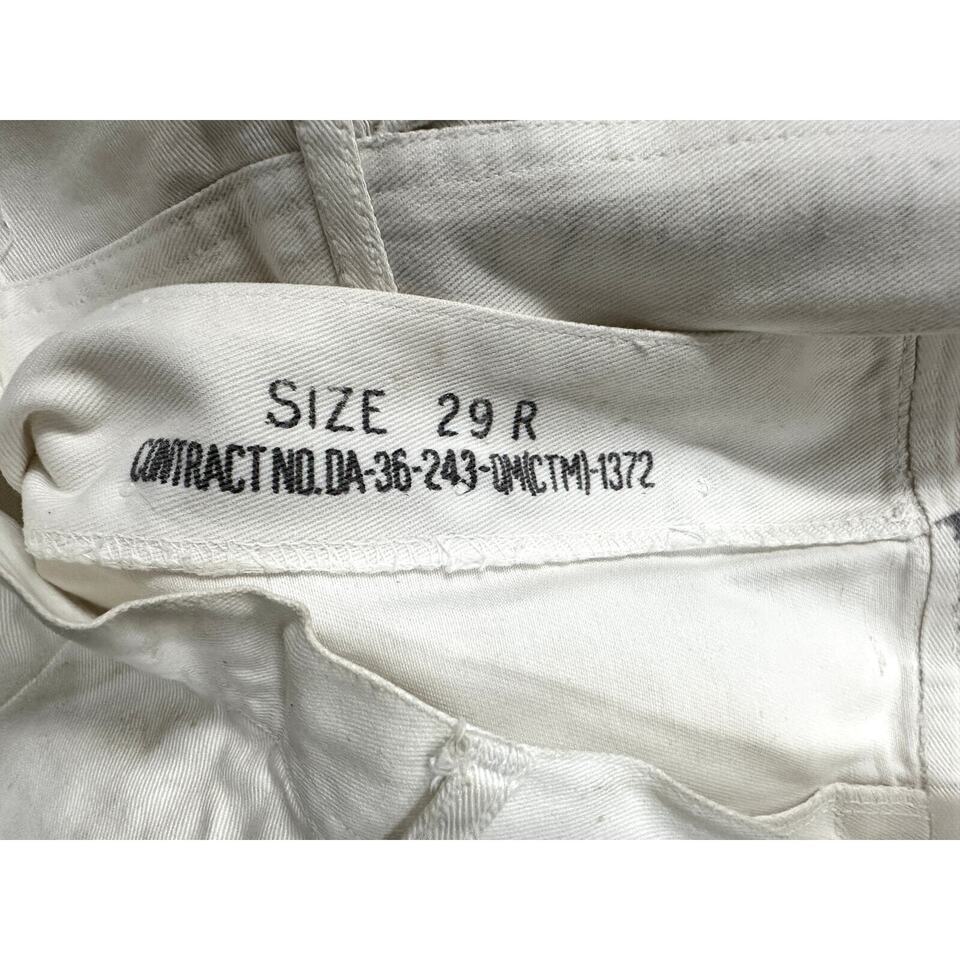 SIZE 29 R
CONTRACT NO. DA-36-243-QM(CTM)-1372